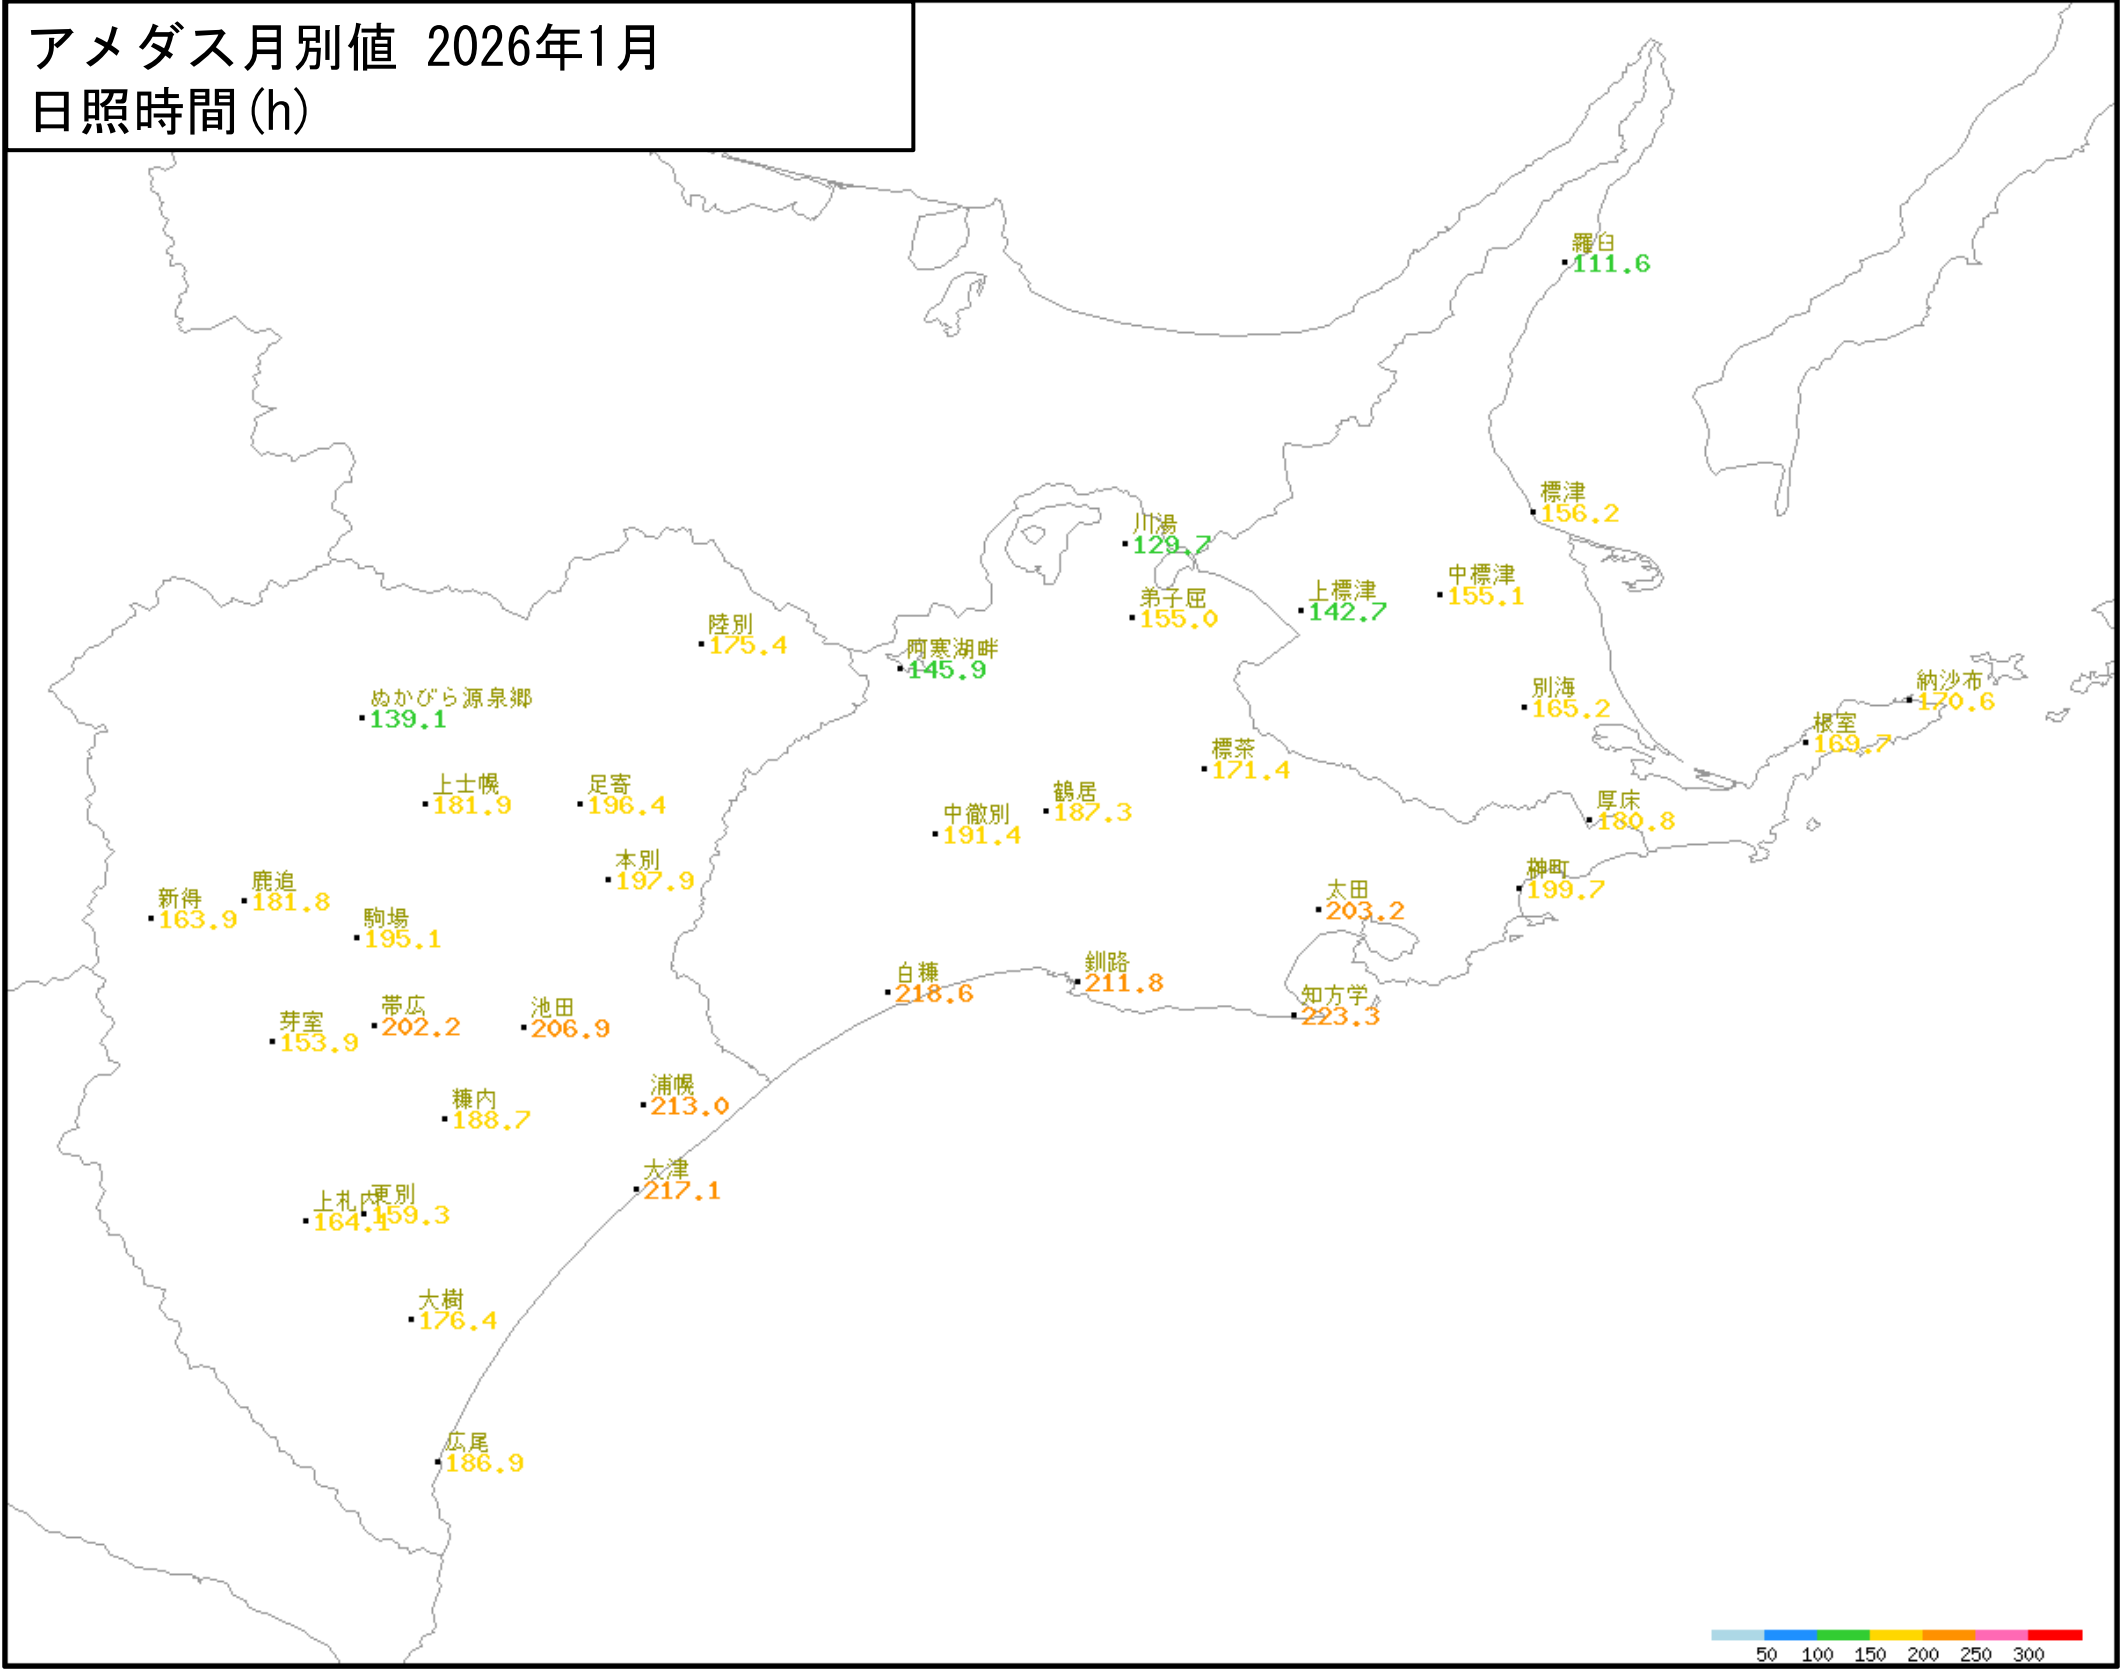 アメダス月別値 2026年1月
日照時間(h)
羅臼
111.6
標津
156.2
川湯
129.7
中標津
155.1
上標津
142.7
弟子屈
155.0
陸別
175.4
阿寒湖畔
145.9
ぬかびら源泉郷
139.1
別海
165.2
納沙布
170.6
根室
169.7
標茶
171.4
上士幌
181.9
足寄
196.4
鶴居
187.3
中徹別
191.4
厚床
180.8
本別
197.9
榊町
199.7
鹿追
181.8
新得
163.9
太田
203.2
駒場
195.1
釧路
211.8
白糠
218.6
知方学
223.3
帯広
202.2
池田
206.9
芽室
153.9
浦幌
213.0
糠内
188.7
大津
217.1
更別
159.3
上札内
164.1
大樹
176.4
広尾
186.9
50 100 150 200 250 300